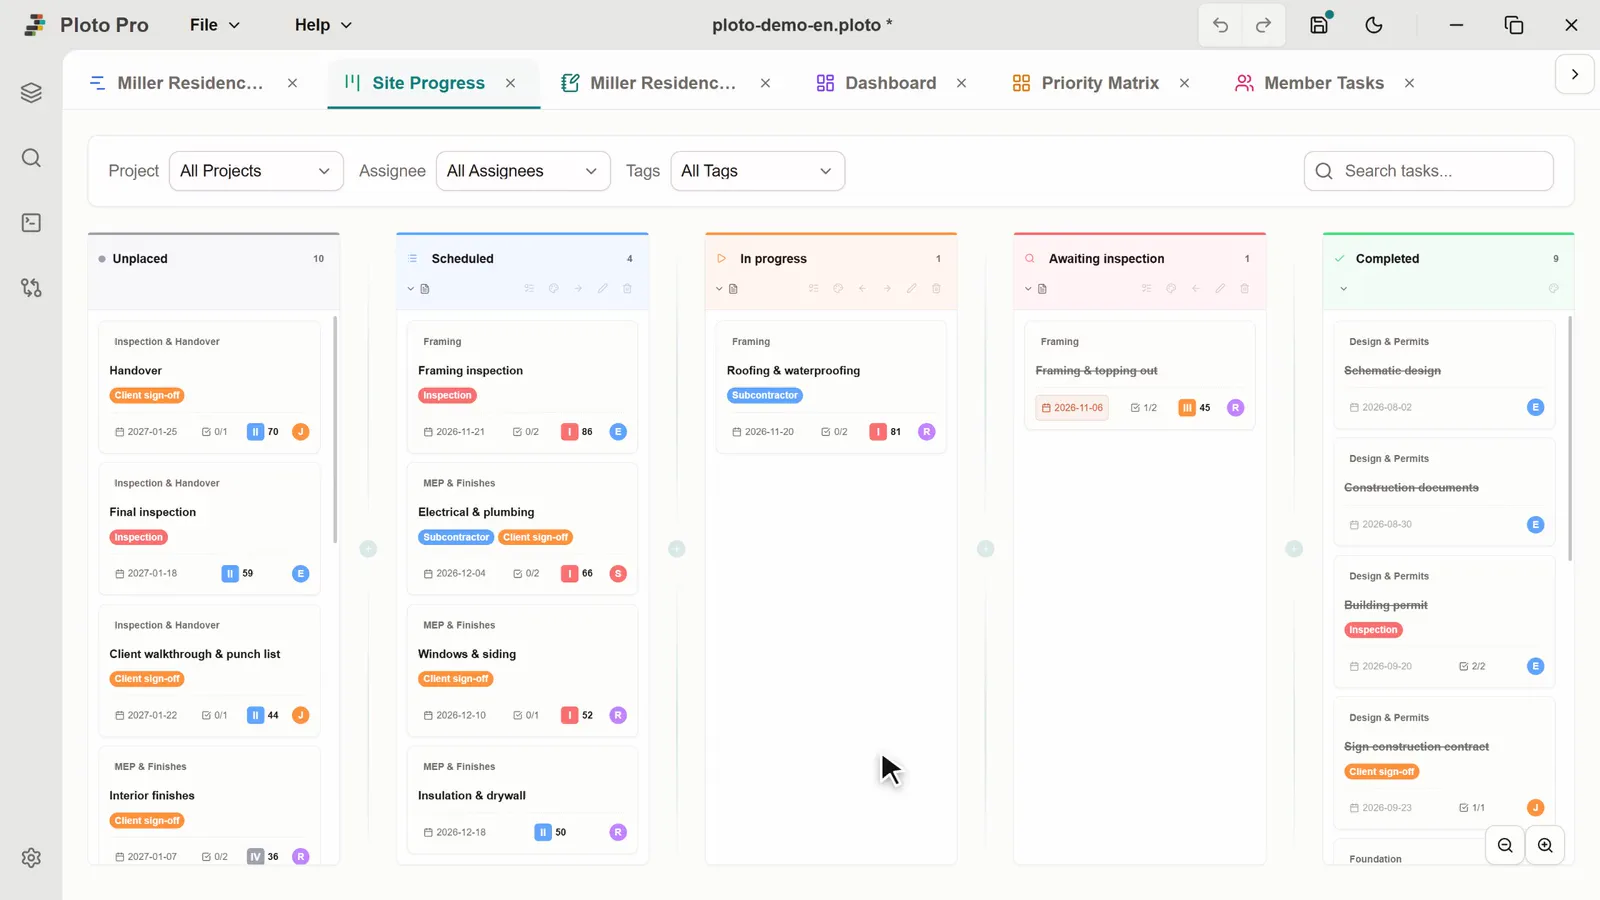 Ploto Pro
File
Help
ploto-demo-en.ploto *
Miller Residenc...
Site Progress
Miller Residenc...
Dashboard
Priority Matrix
Member Tasks
Project
All Projects
Assignee
All Assignees
Tags
All Tags
Search tasks...
Unplaced
10
Inspection & Handover
Handover
Client sign-off
2027-01-25
0/1
II
70
J
Inspection & Handover
Final inspection
Inspection
2027-01-18
II
59
E
Inspection & Handover
Client walkthrough & punch list
Client sign-off
2027-01-22
0/1
II
44
J
MEP & Finishes
Interior finishes
Client sign-off
2027-01-07
0/2
IV
36
R
Scheduled
4
Framing
Framing inspection
Inspection
2026-11-21
0/2
I
86
E
MEP & Finishes
Electrical & plumbing
Subcontractor
Client sign-off
2026-12-04
0/2
I
66
S
MEP & Finishes
Windows & siding
Client sign-off
2026-12-10
0/1
I
52
R
MEP & Finishes
Insulation & drywall
2026-12-18
II
50
R
In progress
1
Framing
Roofing & waterproofing
Subcontractor
2026-11-20
0/2
I
81
R
Awaiting inspection
1
Framing
Framing & topping out
2026-11-06
1/2
III
45
R
Completed
9
Design & Permits
Schematic design
2026-08-02
E
Design & Permits
Construction documents
2026-08-30
E
Design & Permits
Building permit
Inspection
2026-09-20
2/2
E
Design & Permits
Sign construction contract
Client sign-off
2026-09-23
1/1
J
Foundation